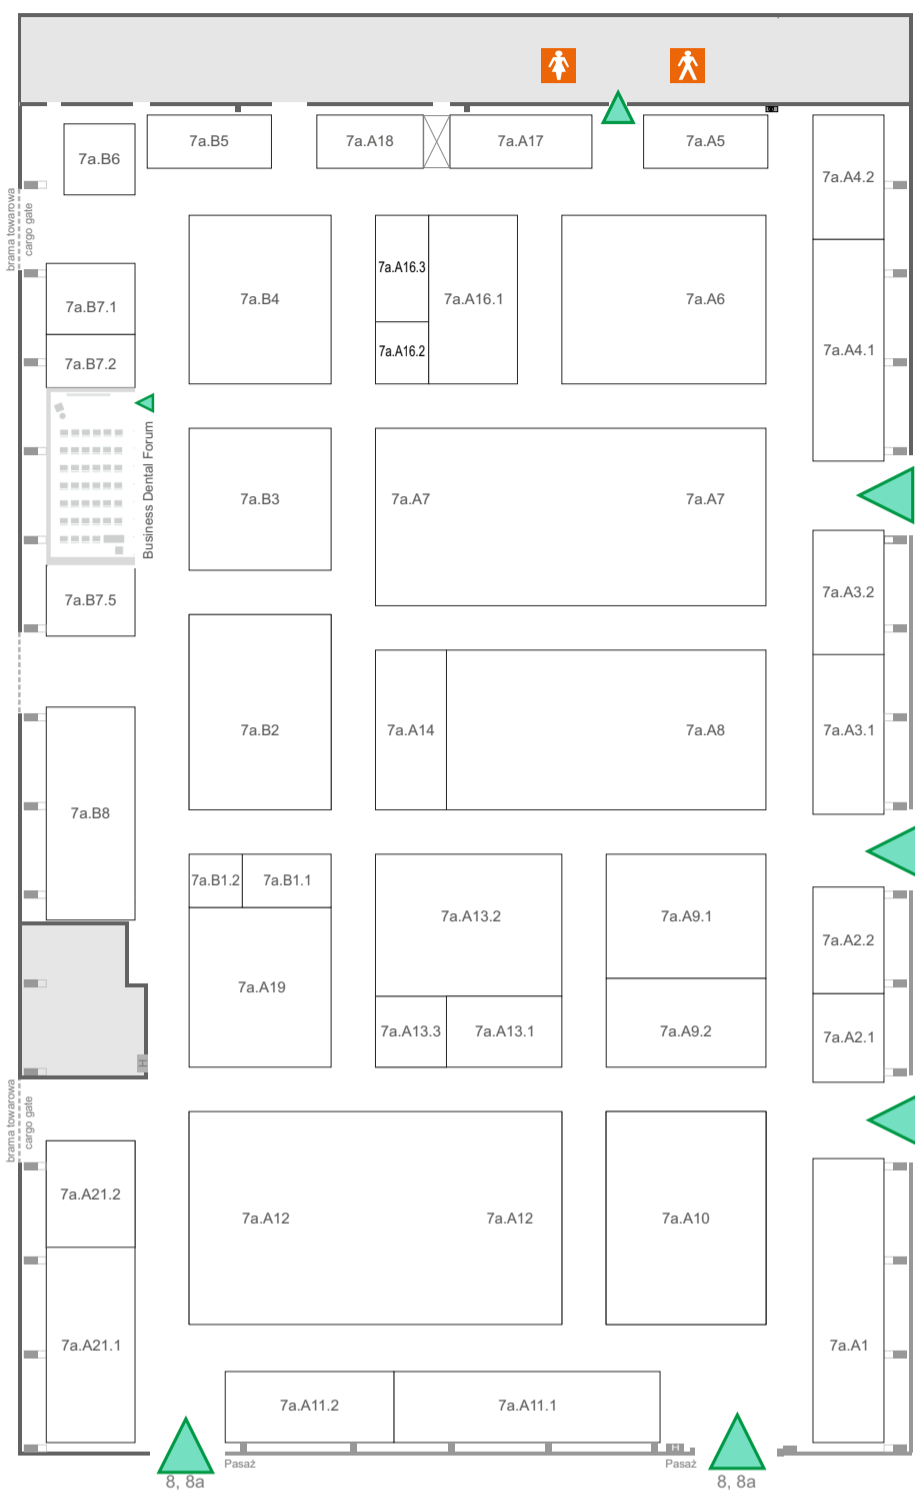 7a.B5
7a.A18
7a.A17
7a.A5
7a.B6
7a.A4.2
brama towarowa
cargo gate
7a.A16.3
7a.B4
7a.A16.1
7a.A6
7a.B7.1
7a.A16.2
7a.A4.1
7a.B7.2
Business Dental Forum
7a.B3
7a.A7
7a.A7
7a.A3.2
7a.B7.5
7a.B2
7a.A14
7a.A8
7a.A3.1
7a.B8
7a.B1.2
7a.B1.1
7a.A13.2
7a.A9.1
7a.A2.2
7a.A19
7a.A13.3
7a.A13.1
7a.A9.2
7a.A2.1
H
brama towarowa
cargo gate
7a.A21.2
7a.A12
7a.A12
7a.A10
7a.A21.1
7a.A1
7a.A11.2
7a.A11.1
H
Pasaż
Pasaż
8, 8a
8, 8a